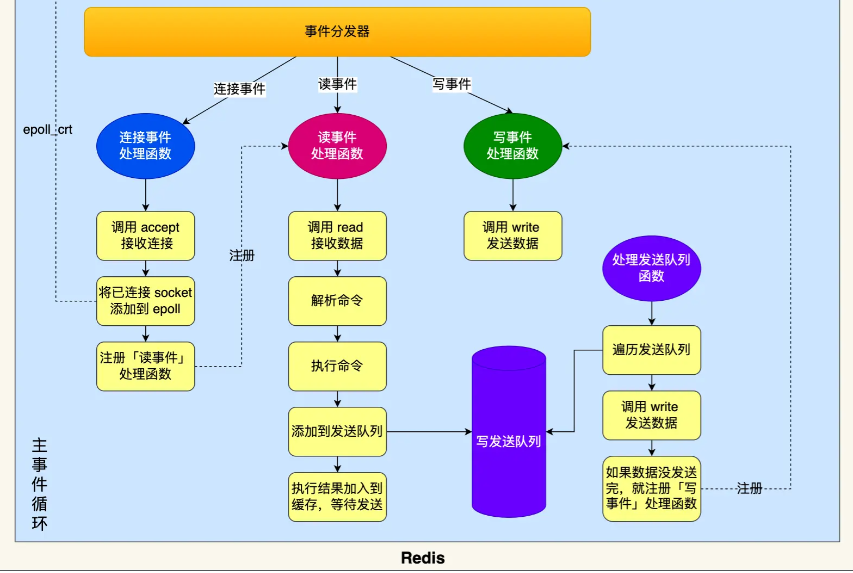 事件分发器
连接事件
读事件
写事件
epoll_crt
连接事件
处理函数
读事件
处理函数
写事件
处理函数
调用 accept
接收连接
调用 read
接收数据
调用 write
发送数据
注册
处理发送队列
函数
将已连接 socket
添加到 epoll
解析命令
注册「读事件」
处理函数
执行命令
遍历发送队列
添加到发送队列
写发送队列
调用 write
发送数据
执行结果加入到
缓存，等待发送
如果数据没发送
完，就注册「写
事件」处理函数
注册
主
事
件
循
环
Redis